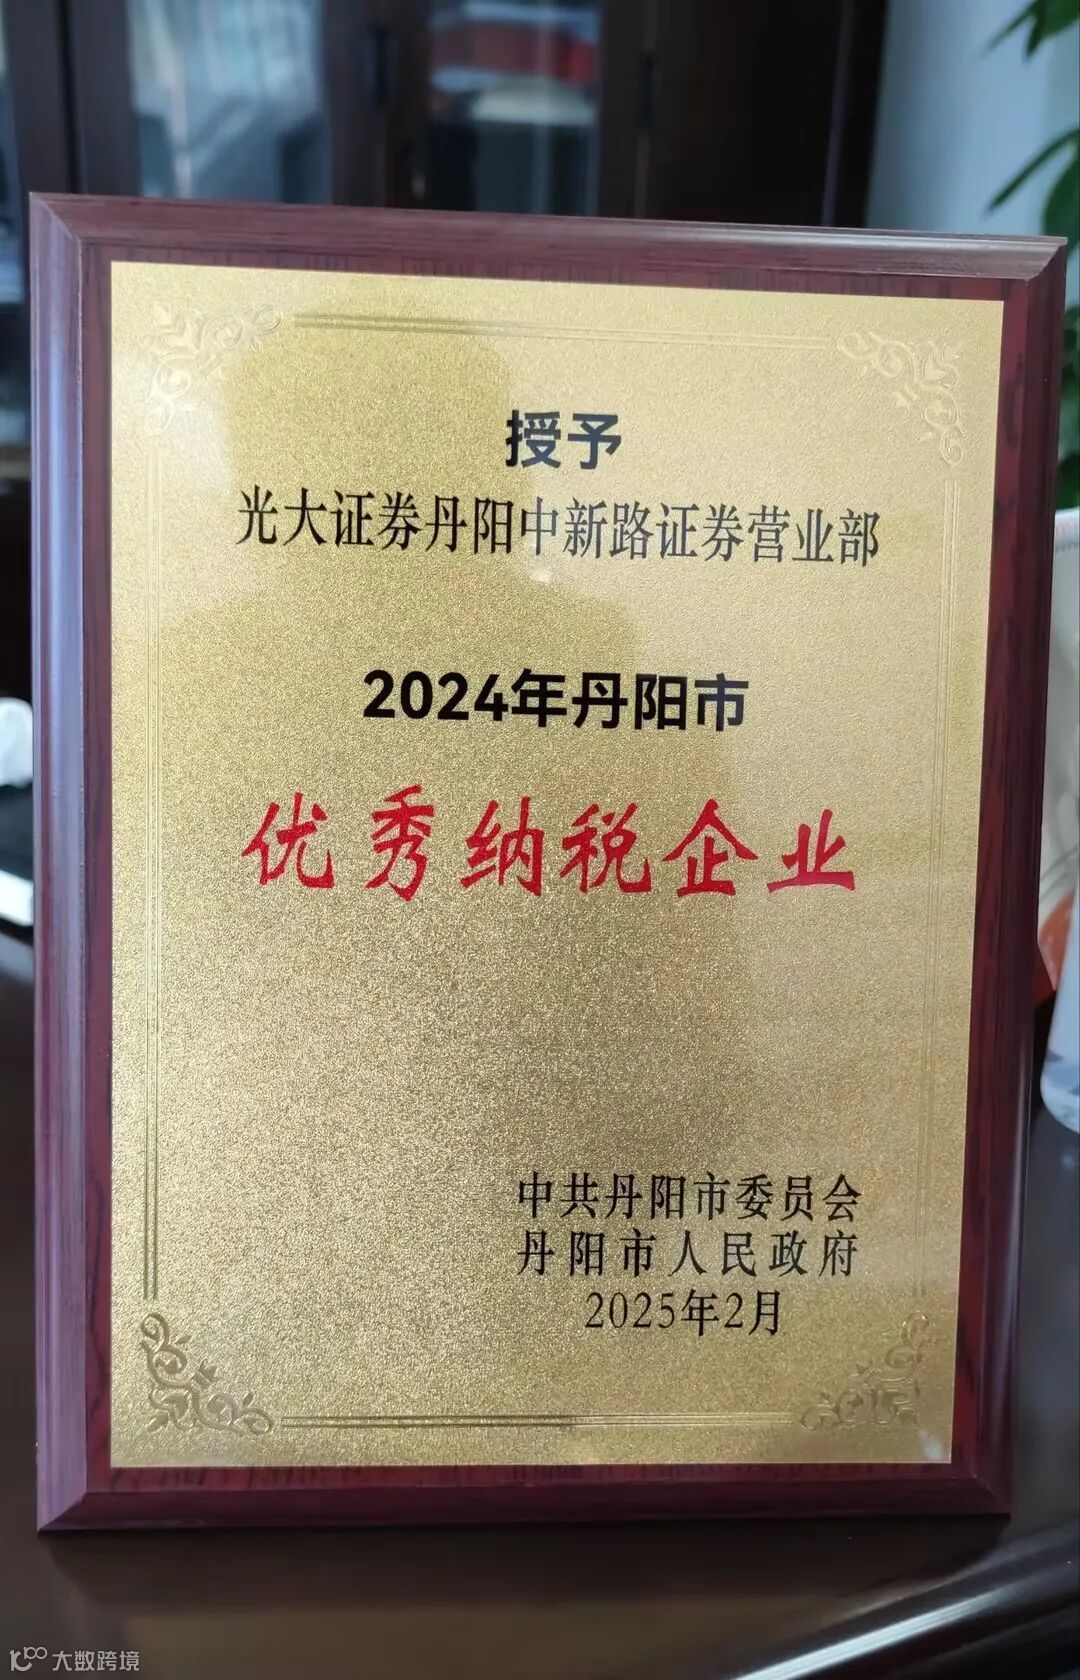 授予
光大证券丹阳中新路证券营业部
2024年丹阳市
优秀纳税企业
中共丹阳市委员会
丹阳市人民政府
2025年2月
大数跨境